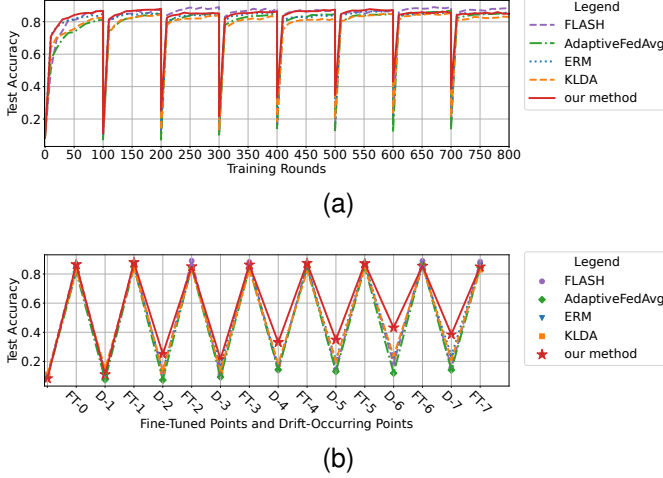 Test Accuracy
0.8
0.6
0.4
0.2
0 50 100 150 200 250 300 350 400 450 500 550 600 650 700 750 800
Training Rounds
Legend
FLASH
AdaptiveFedAvg
ERM
KLDA
our method
(a)
Test Accuracy
0.8
0.6
0.4
0.2
FT-0 D-1 FT-1 D-2 FT-2 D-3 FT-3 D-4 FT-4 D-5 FT-5 D-6 FT-6 D-7 FT-7
Fine-Tuned Points and Drift-Occurring Points
Legend
FLASH
AdaptiveFedAvg
ERM
KLDA
our method
(b)